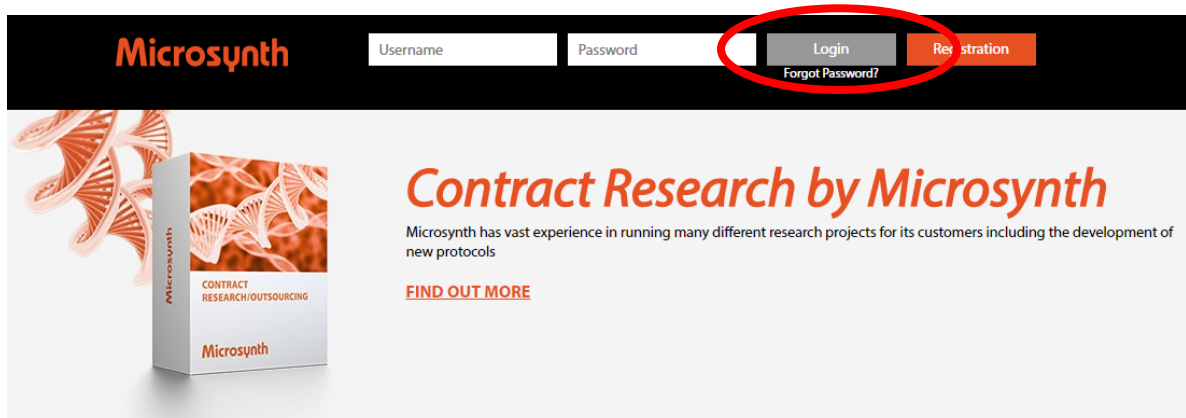 Microsynth
Username
Password
Login
Registration
Forgot Password?
Contract Research by Microsynth
Microsynth has vast experience in running many different research projects for its customers including the development of
new protocols
FIND OUT MORE
Microsynth
CONTRACT
RESEARCH/OUTSOURCING
Microsynth